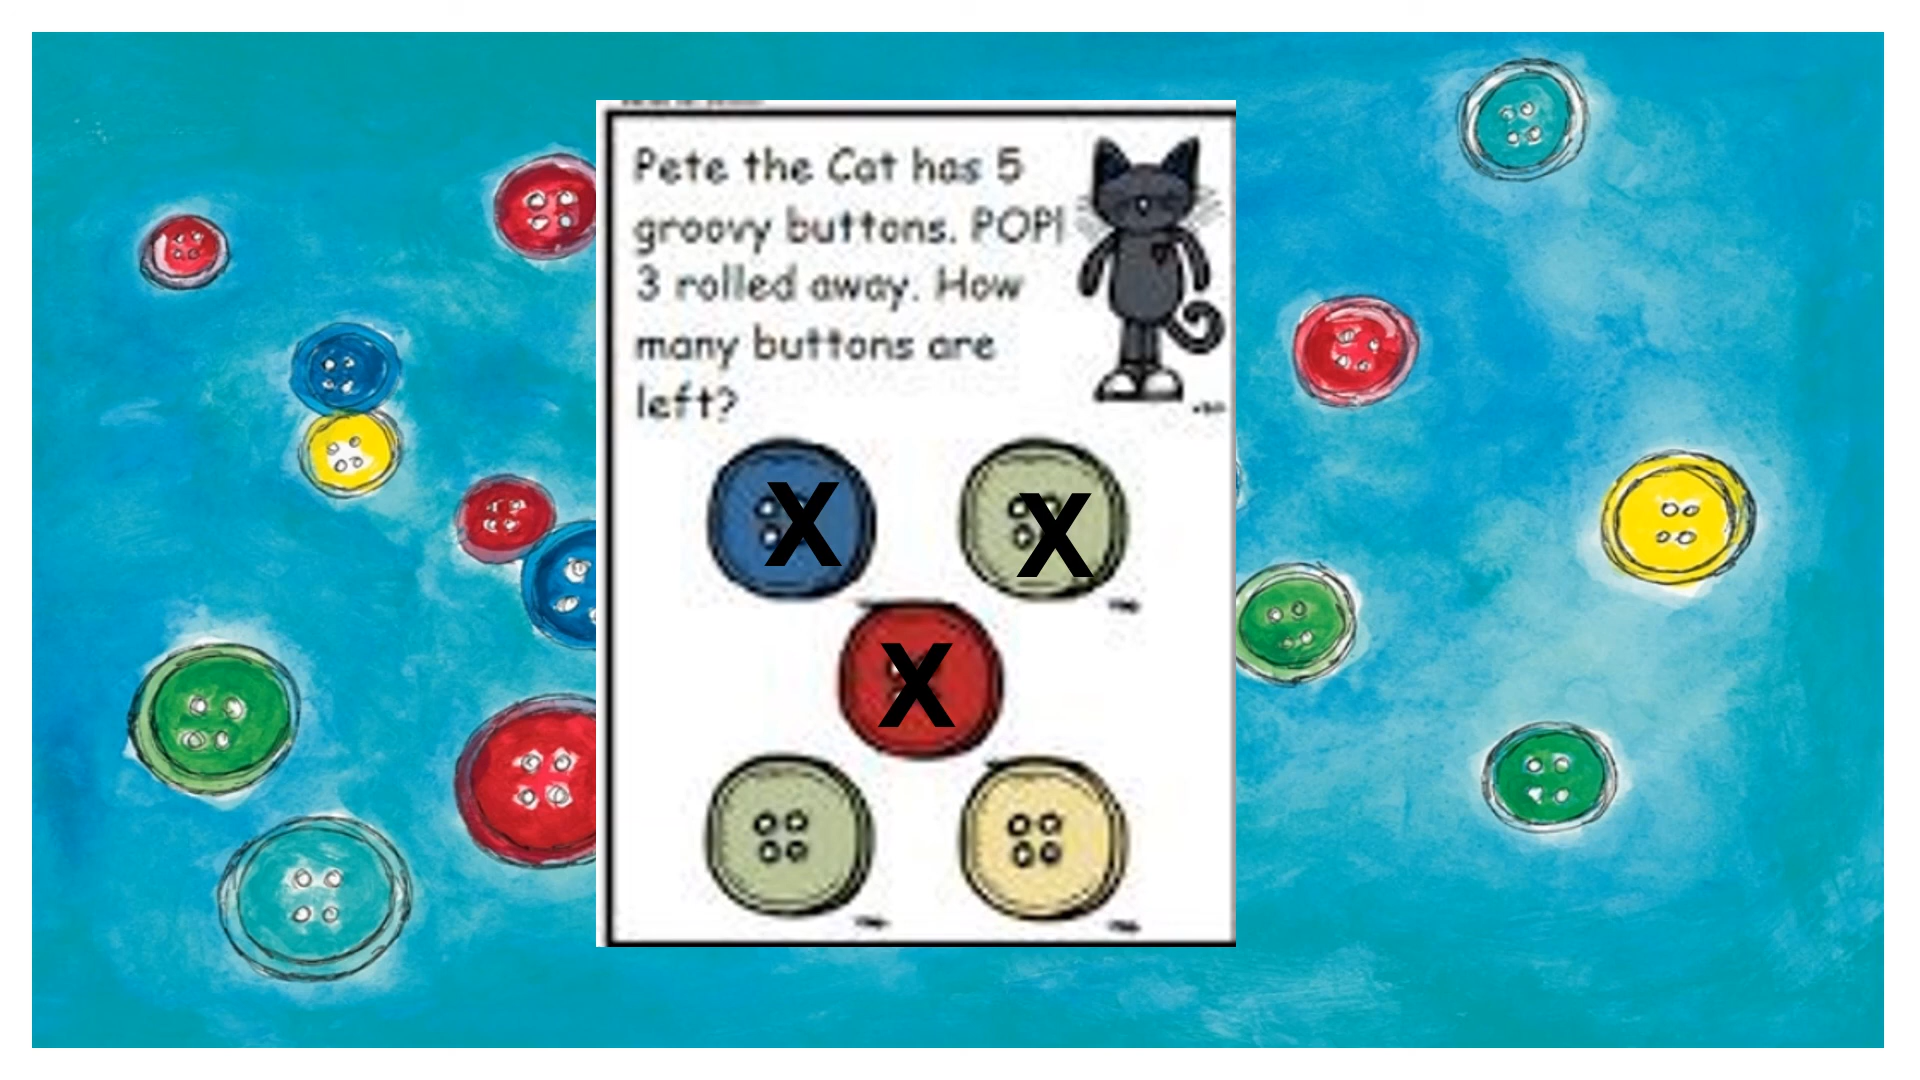 Pete the Cat has 5
groovy buttons. POP!
3 rolled away. How
many buttons are
left?
X X
X